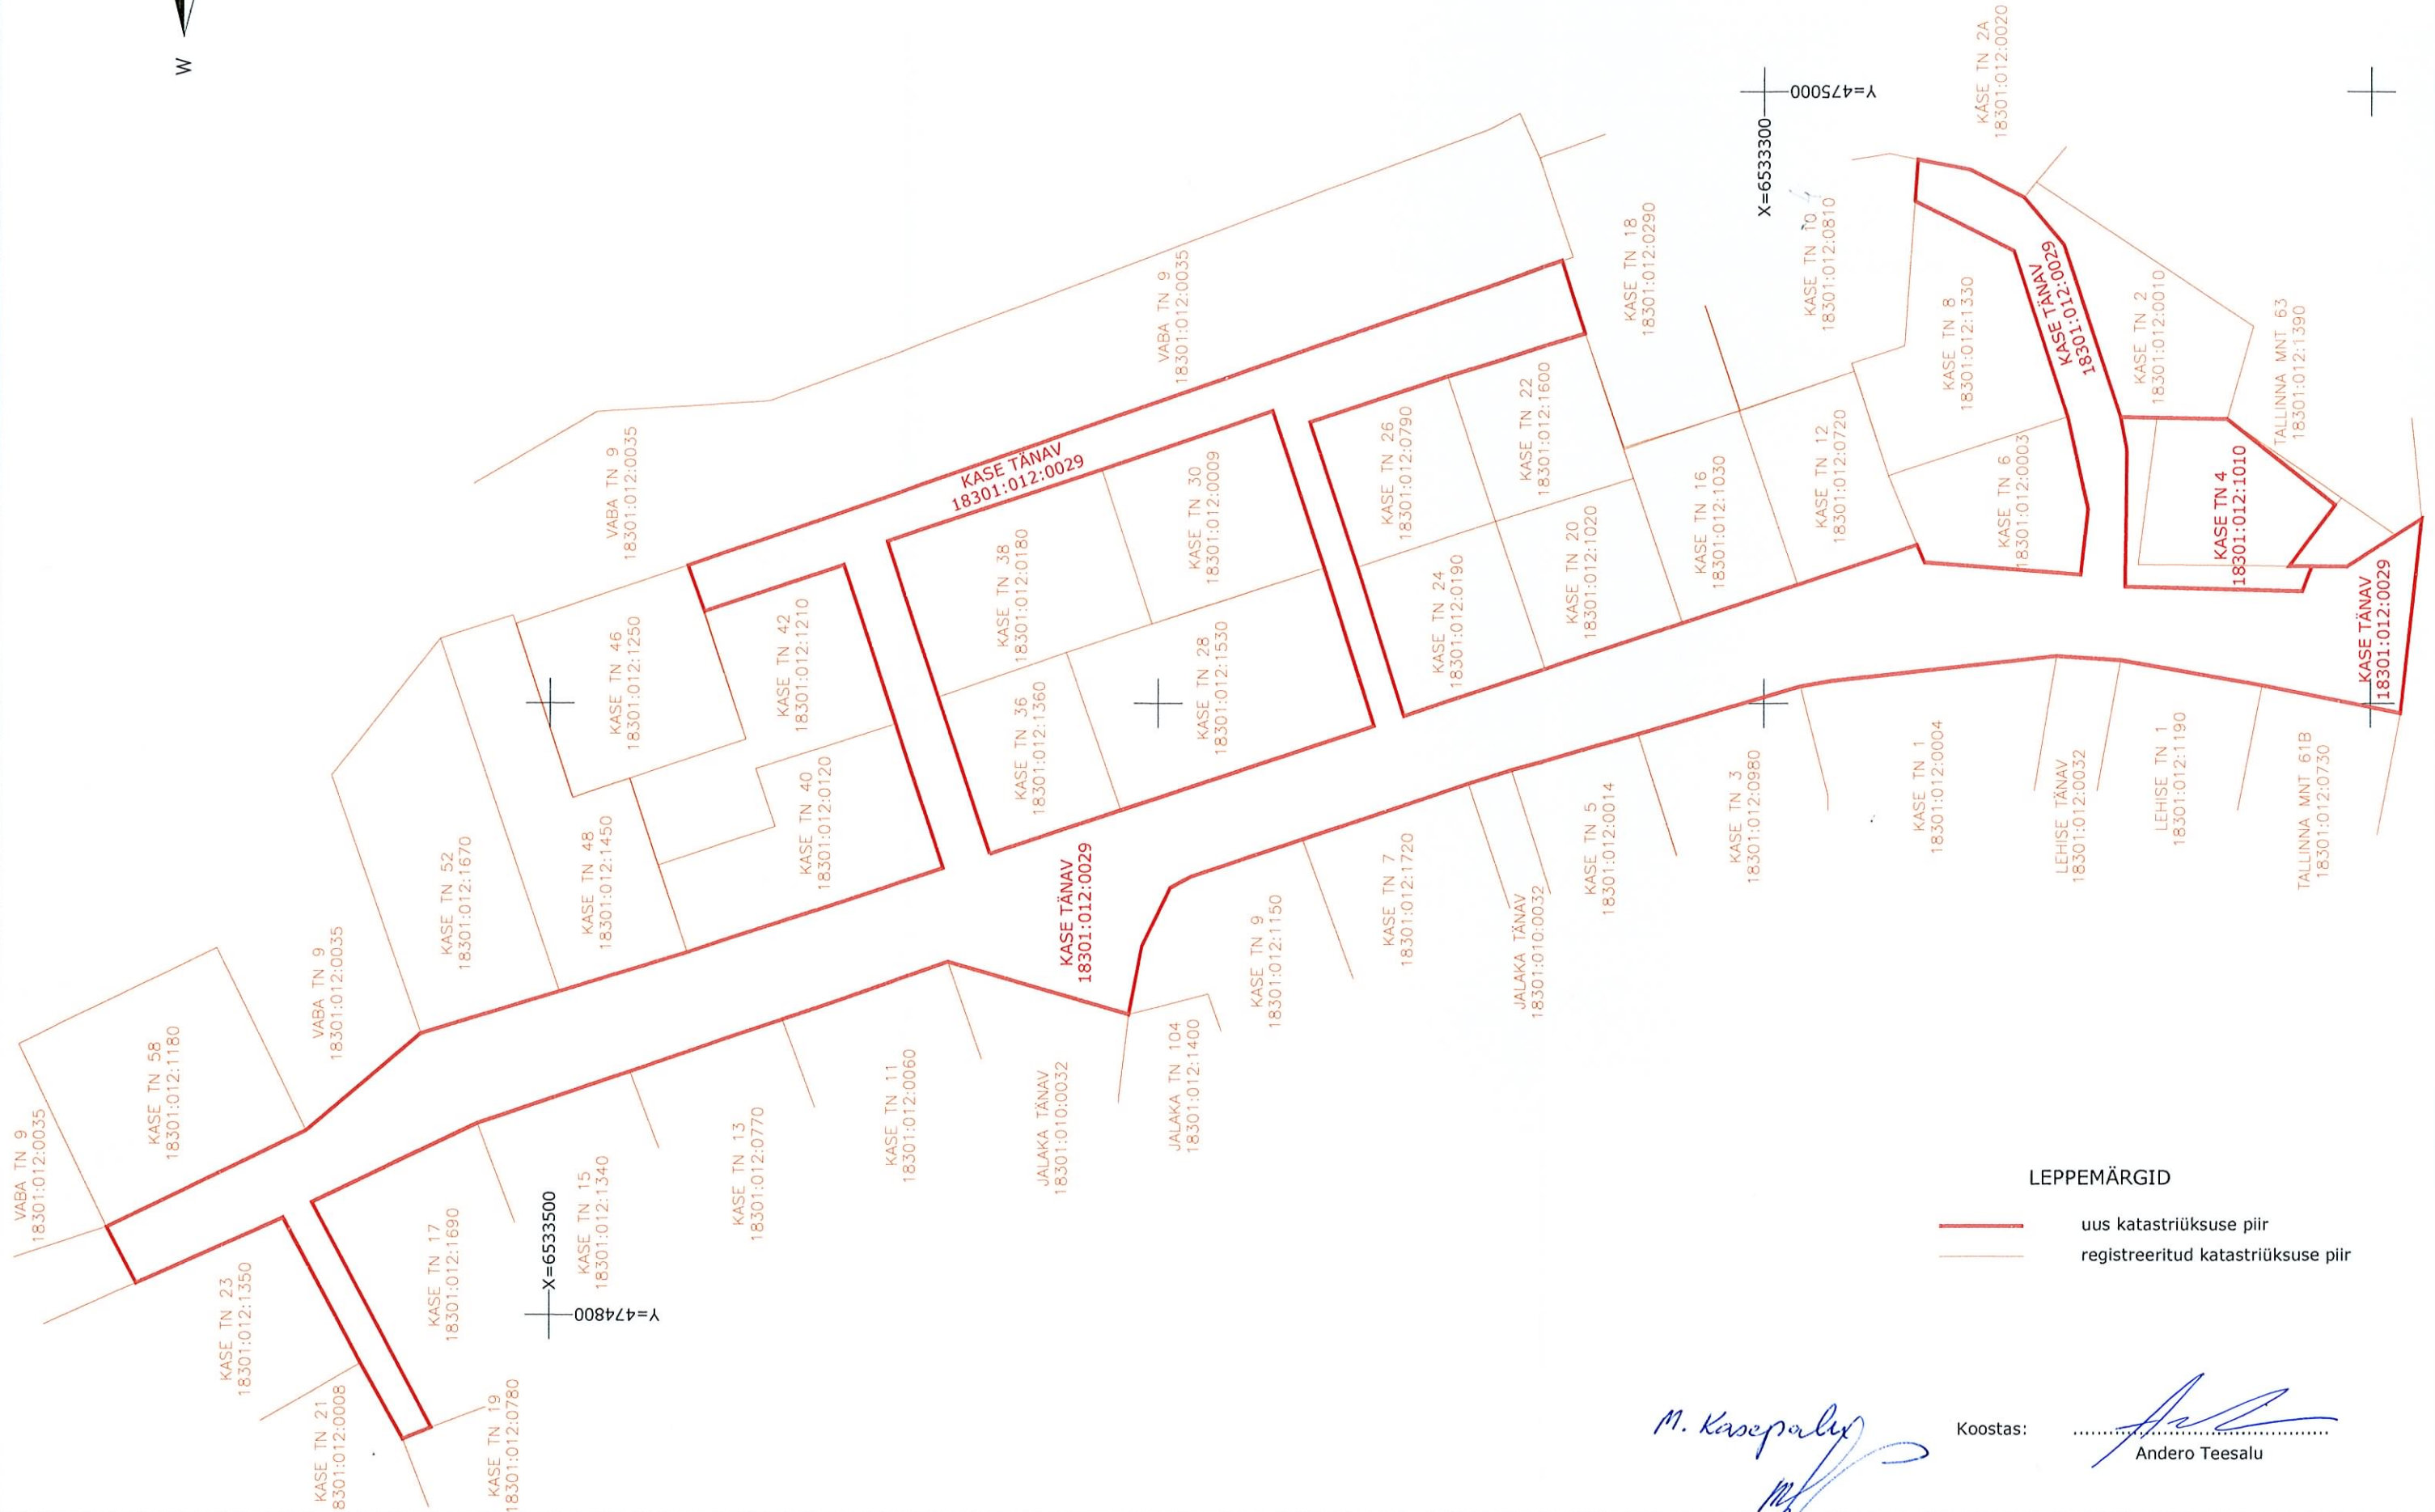 W
KASE TN 2A
18301:012:0020
Y=475000
X=6533300
KASE TN 18
18301:012:0290
KASE TN 10
18301:012:0810
VABA TN 9
18301:012:0035
KASE TÄNAV
18301:012:0029
KASE TN 8
18301:012:1330
KASE TN 2
18301:012:0010
TALLINNA MNT 63
18301:012:1390
VABA TN 9
18301:012:0035
KASE TÄNAV
18301:012:0029
KASE TN 30
18301:012:0009
KASE TN 26
18301:012:0790
KASE TN 22
18301:012:1600
KASE TN 16
18301:012:1030
KASE TN 12
18301:012:0720
KASE TN 6
18301:012:0003
KASE TN 4
18301:012:1010
KASE TN 38
18301:012:0180
KASE TN 20
18301:012:1020
KASE TN 24
18301:012:0190
KASE TÄNAV
18301:012:0029
KASE TN 46
18301:012:1250
KASE TN 42
18301:012:1210
KASE TN 28
18301:012:1530
KASE TN 36
18301:012:1360
KASE TN 40
18301:012:0120
KASE TN 48
18301:012:1450
KASE TN 52
18301:012:1670
KASE TÄNAV
18301:012:0029
KASE TN 7
18301:012:1720
KASE TN 5
18301:012:0014
KASE TN 3
18301:012:0980
KASE TN 1
18301:012:0004
LEHISE TÄNAV
18301:012:0032
LEHISE TN 1
18301:012:1190
TALLINNA MNT 61B
18301:012:0730
VABA TN 9
18301:012:0035
KASE TN 9
18301:012:1150
JALAKA TÄNAV
18301:010:0032
KASE TN 58
18301:012:1180
VABA TN 9
18301:012:0035
KASE TN 11
18301:012:0060
JALAKA TÄNAV
18301:010:0032
JALAKA TN 104
18301:012:1400
KASE TN 13
18301:012:0770
KASE TN 15
18301:012:1340
X=6533500
Y=474800
KASE TN 17
18301:012:1690
KASE TN 23
18301:012:1350
KASE TN 21
8301:012:0008
KASE TN 19
18301:012:0780
LEPPEMÄRGID
uus katastriüksuse piir
registreeritud katastriüksuse piir
M. Kasepalu
Koostas:
Andero Teesalu